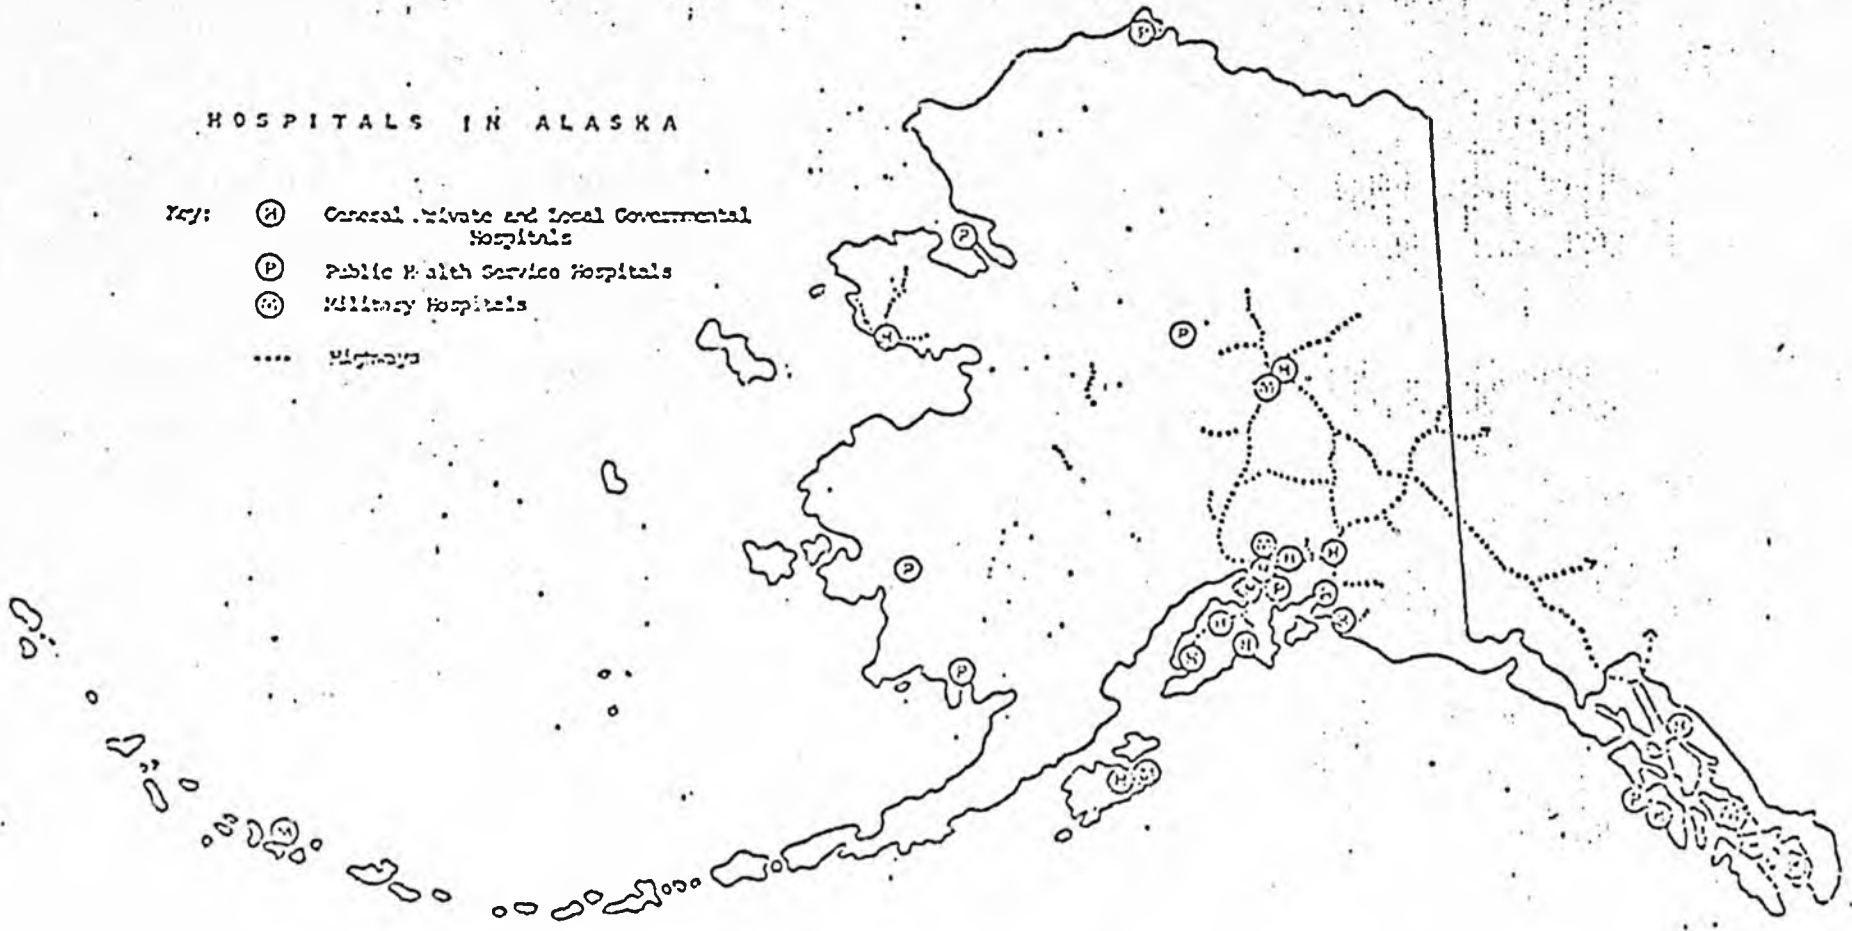 HOSPITALS IN ALASKA
Key: H General Private and Local Governmental
Hospitals
P Public Health Service Hospitals
M Military Hospitals
.... Highways
P
P
H
P
H
M
P
P
M
H
H
H
P
H
H
H
H
M
H
M
H